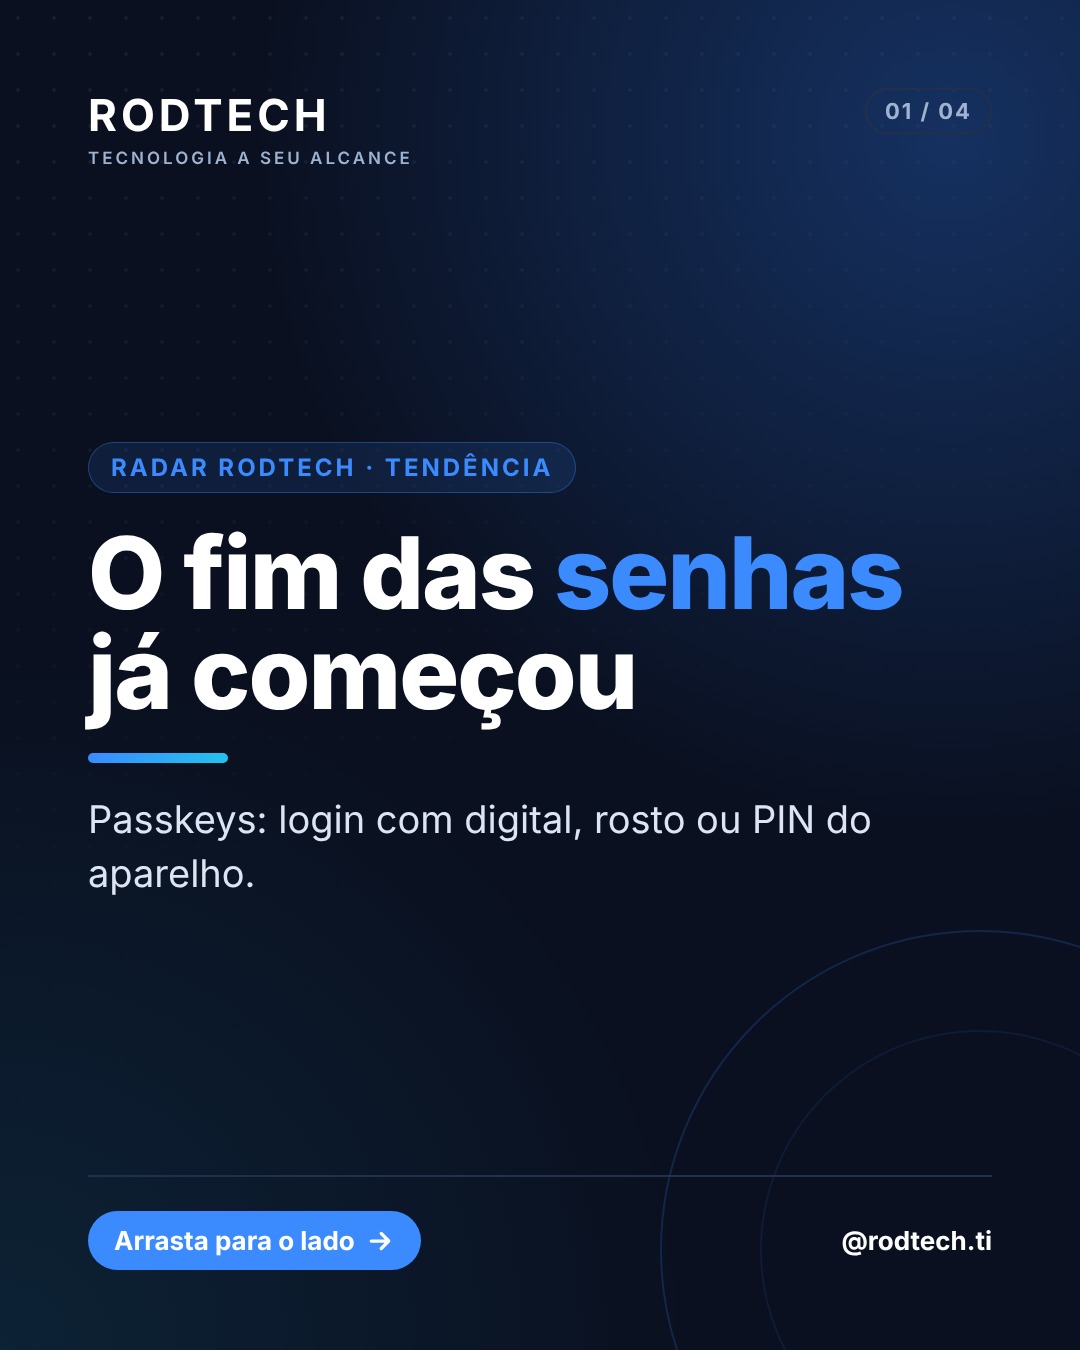 RODTECH
TECNOLOGIA A SEU ALCANCE
01 / 04
RADAR RODTECH · TENDÊNCIA
O fim das senhas
já começou
Passkeys: login com digital, rosto ou PIN do
aparelho.
Arrasta para o lado →
@rodtech.ti